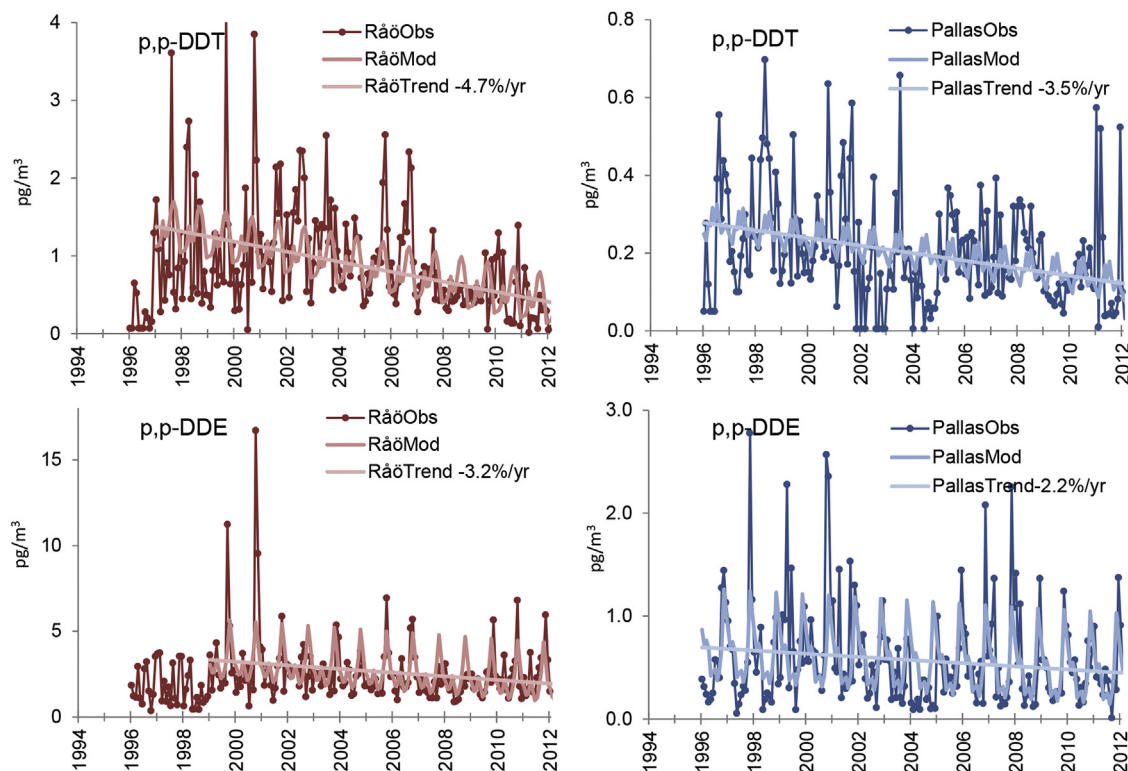 p,p-DDT
RåöObs
RåöMod
RåöTrend -4.7%/yr
pg/m³
4
3
2
1
0
1994
1996
1998
2000
2002
2004
2006
2008
2010
2012
p,p-DDT
PallasObs
PallasMod
PallasTrend -3.5%/yr
pg/m³
0.8
0.6
0.4
0.2
0.0
1994
1996
1998
2000
2002
2004
2006
2008
2010
2012
p,p-DDE
RåöObs
RåöMod
RåöTrend -3.2%/yr
pg/m³
15
10
5
0
1994
1996
1998
2000
2002
2004
2006
2008
2010
2012
p,p-DDE
PallasObs
PallasMod
PallasTrend-2.2%/yr
pg/m³
3.0
2.0
1.0
0.0
1994
1996
1998
2000
2002
2004
2006
2008
2010
2012